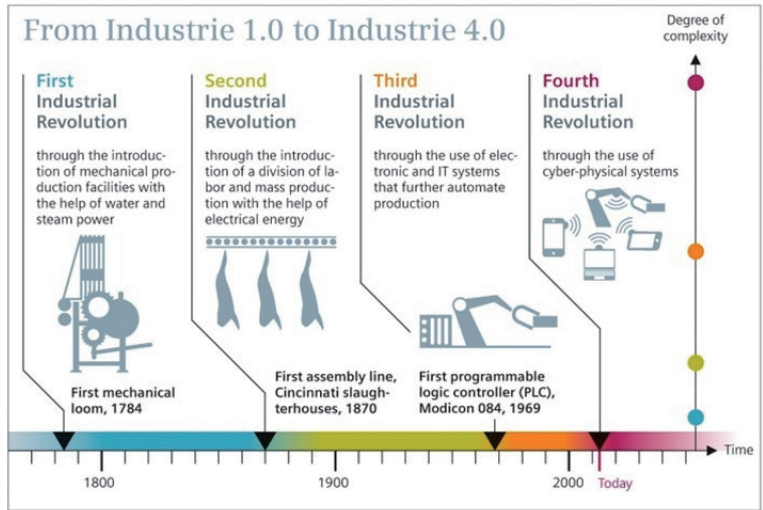 From Industrie 1.0 to Industrie 4.0
Degree of
complexity
First
Industrial
Revolution
through the introduc-
tion of mechanical pro-
duction facilities with
the help of water and
steam power
Second
Industrial
Revolution
through the introduc-
tion of a division of la-
bor and mass produc-
tion with the help of
electrical energy
Third
Industrial
Revolution
through the use of elec-
tronic and IT systems
that further automate
production
Fourth
Industrial
Revolution
through the use of
cyber-physical systems
First mechanical
loom, 1784
First assembly line,
Cincinnati slaugh-
terhouses, 1870
First programmable
logic controller (PLC),
Modicon 084, 1969
Time
1800
1900
2000
Today